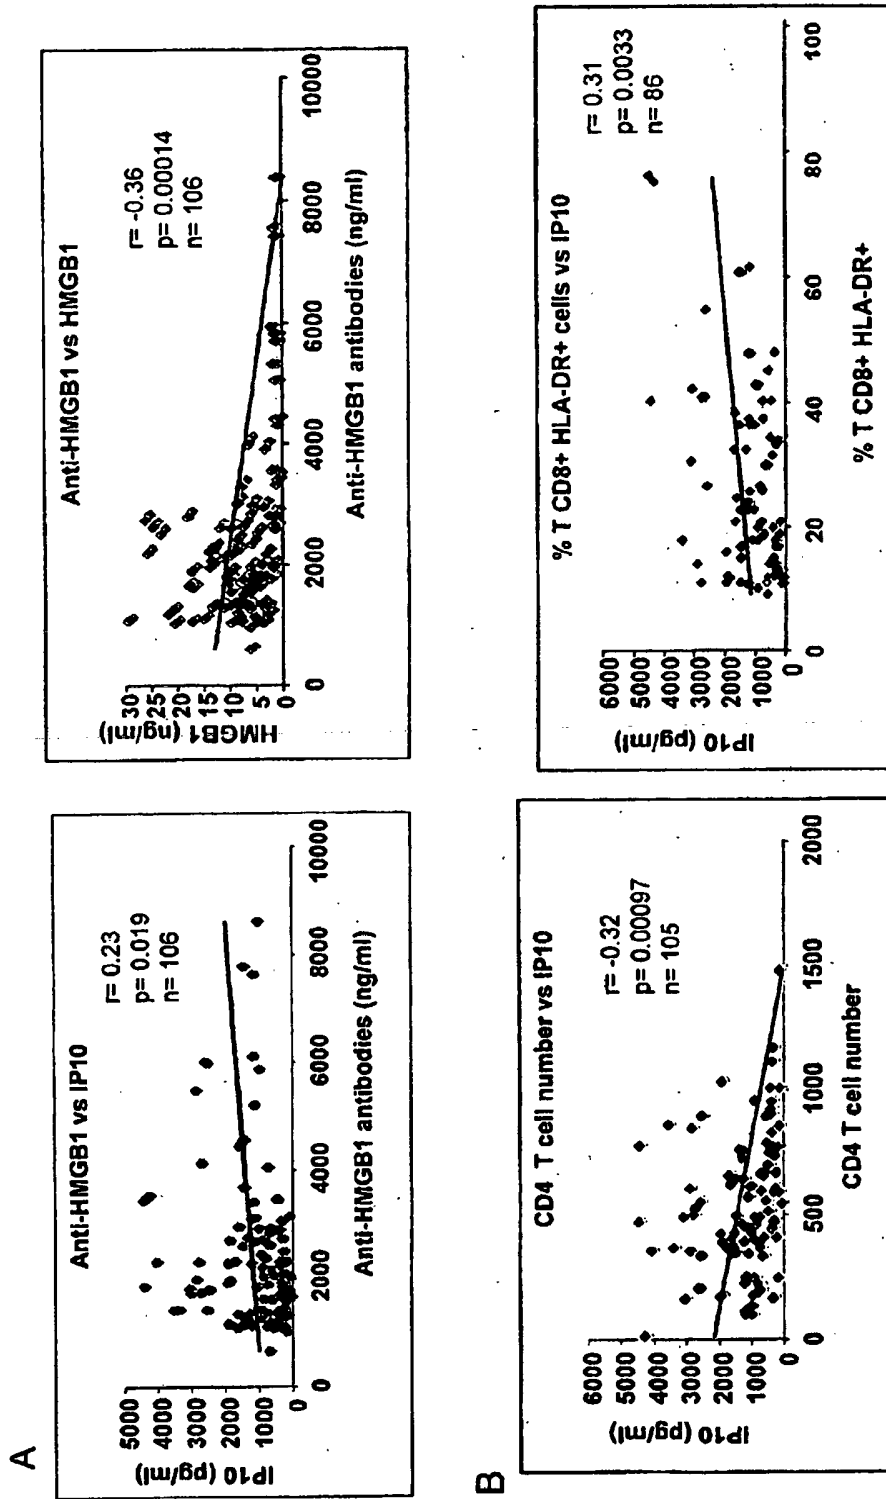 A
Anti-HMGB1 vs IP10
r= 0.23
p= 0.019
n= 106
IP10 (pg/ml)
5000
4000
3000
2000
1000
0
0 2000 4000 6000 8000 10000
Anti-HMGB1 antibodies (ng/ml)
Anti-HMGB1 vs HMGB1
r= -0.36
p= 0.00014
n= 106
HMGB1 (ng/ml)
30
25
20
15
10
5
0
0 2000 4000 6000 8000 10000
Anti-HMGB1 antibodies (ng/ml)
B
CD4 T cell number vs IP10
r= -0.32
p= 0.00097
n= 105
IP10 (pg/ml)
6000
5000
4000
3000
2000
1000
0
0 500 1000 1500 2000
CD4 T cell number
% T CD8+ HLA-DR+ cells vs IP10
r= 0.31
p= 0.0033
n= 86
IP10 (pg/ml)
6000
5000
4000
3000
2000
1000
0
0 20 40 60 80 100
% T CD8+ HLA-DR+